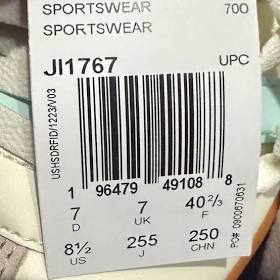 SPORTSWEAR 700
SPORTSWEAR
JI1767 UPC
USHSDRFID/1223/V03
1 96479 49108 8
7 7 40 2/3
D UK F
8½ 255 250
US J CHN
PO# 0900670631